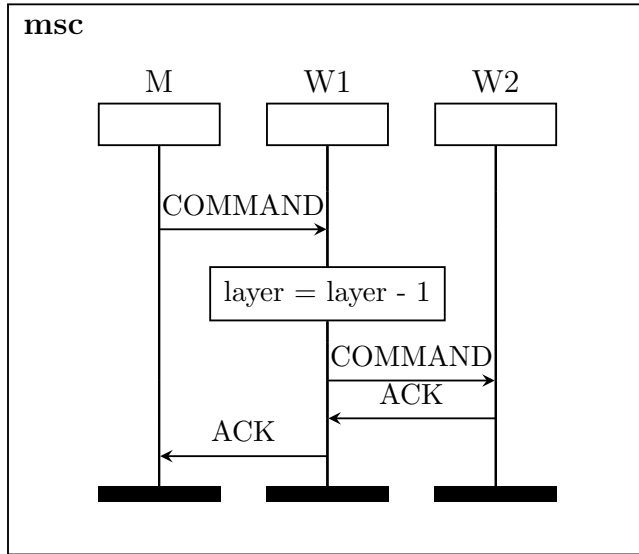 msc
M W1 W2
COMMAND
layer = layer - 1
COMMAND
ACK
ACK